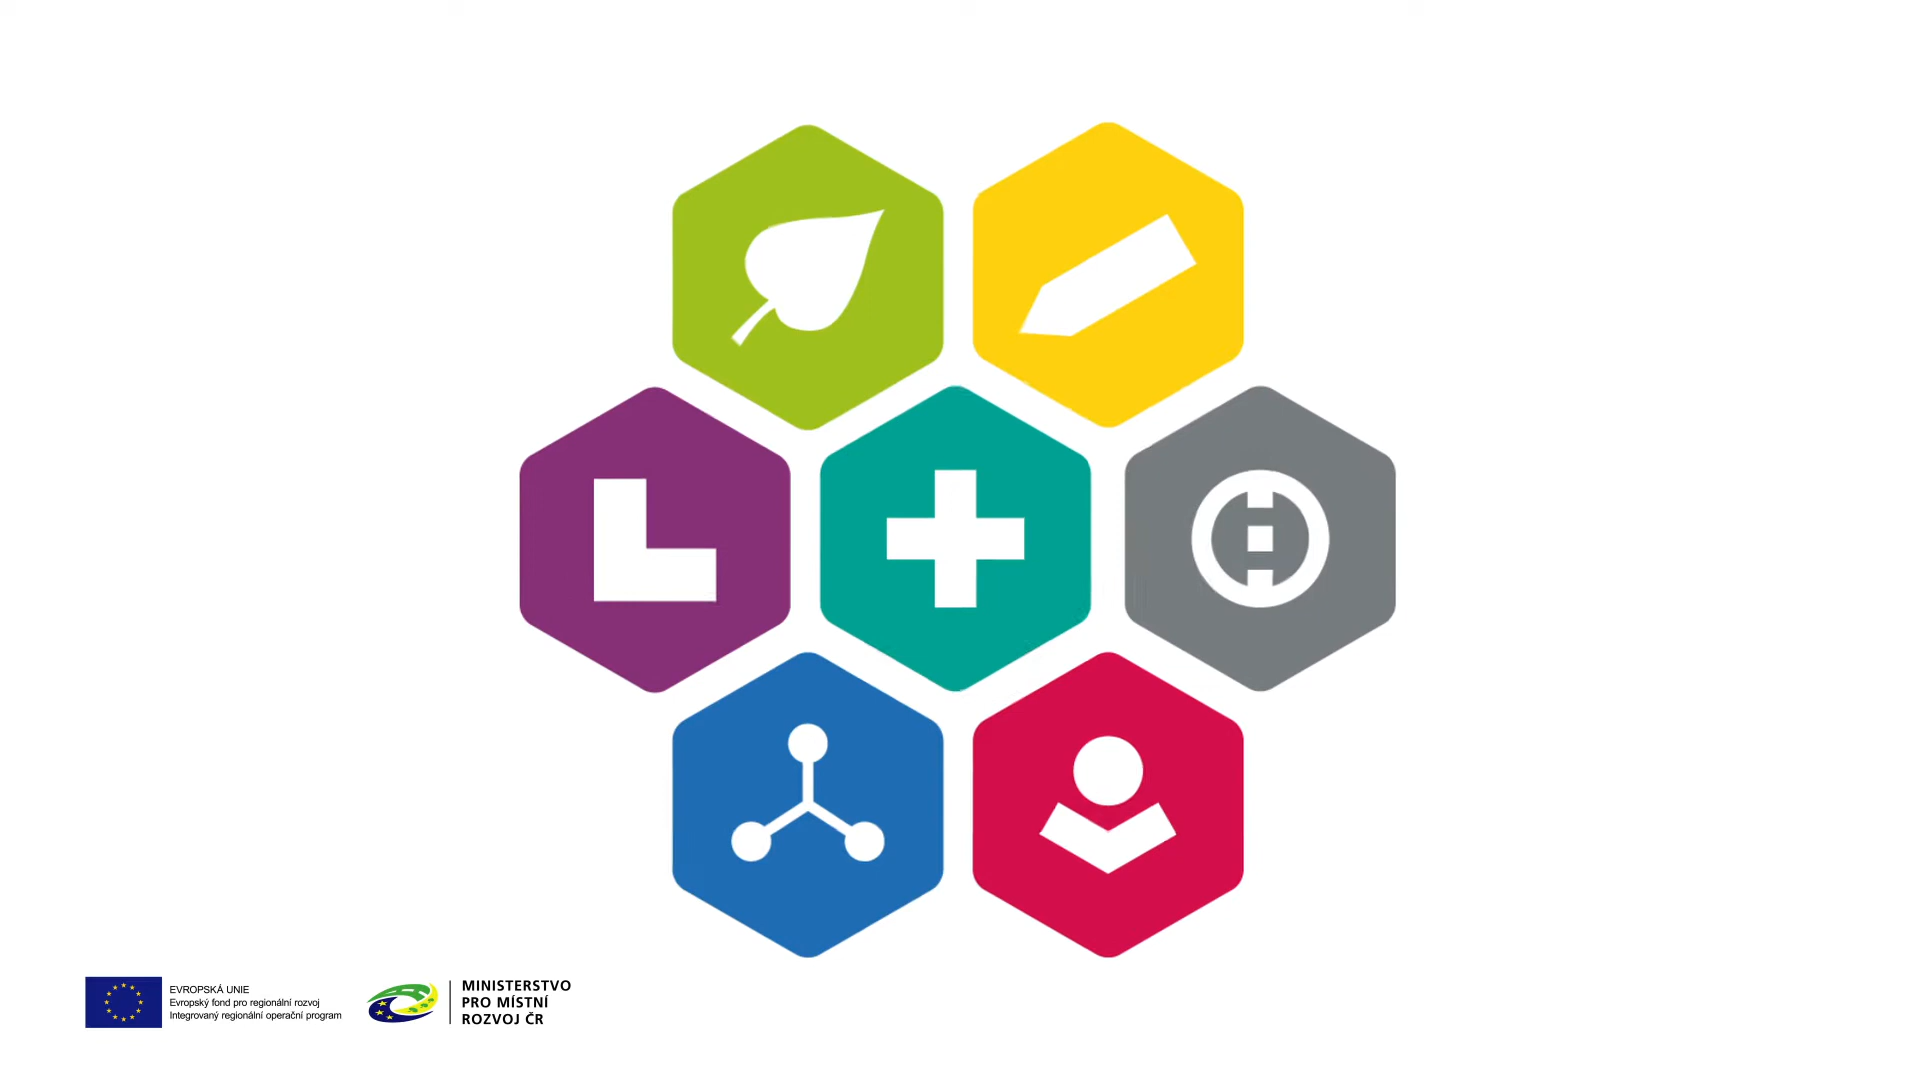 EVROPSKÁ UNIE
Evropský fond pro regionální rozvoj
Integrovaný regionální operační program
MINISTERSTVO
PRO MÍSTNÍ
ROZVOJ ČR